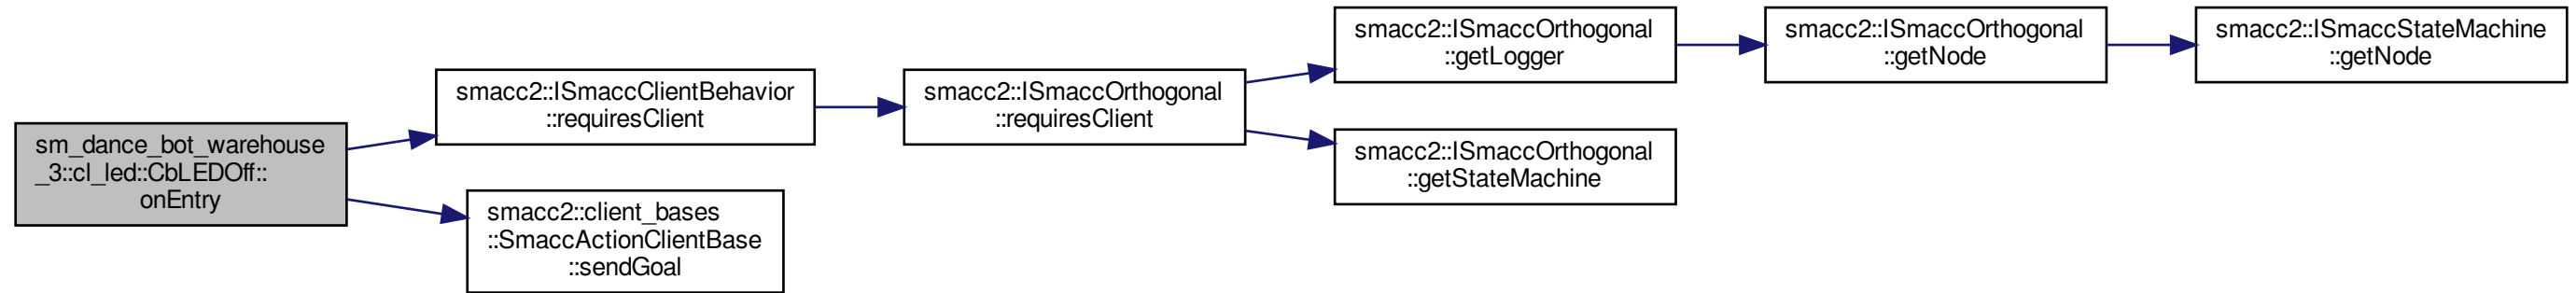 sm_dance_bot_warehouse
_3::cl_led::CbLEDOff::
onEntry
smacc2::ISmaccClientBehavior
::requiresClient
smacc2::client_bases
::SmaccActionClientBase
::sendGoal
smacc2::ISmaccOrthogonal
::requiresClient
smacc2::ISmaccOrthogonal
::getLogger
smacc2::ISmaccOrthogonal
::getStateMachine
smacc2::ISmaccOrthogonal
::getNode
smacc2::ISmaccStateMachine
::getNode